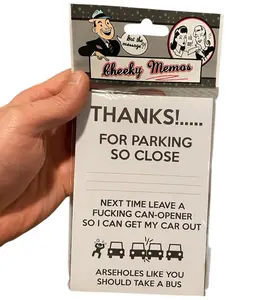 Got the
message?!
Cheeky Memos
THANKS!.....
FOR PARKING
SO CLOSE
NEXT TIME LEAVE A
FUCKING CAN-OPENER
SO I CAN GET MY CAR OUT
ARSEHOLES LIKE YOU
SHOULD TAKE A BUS